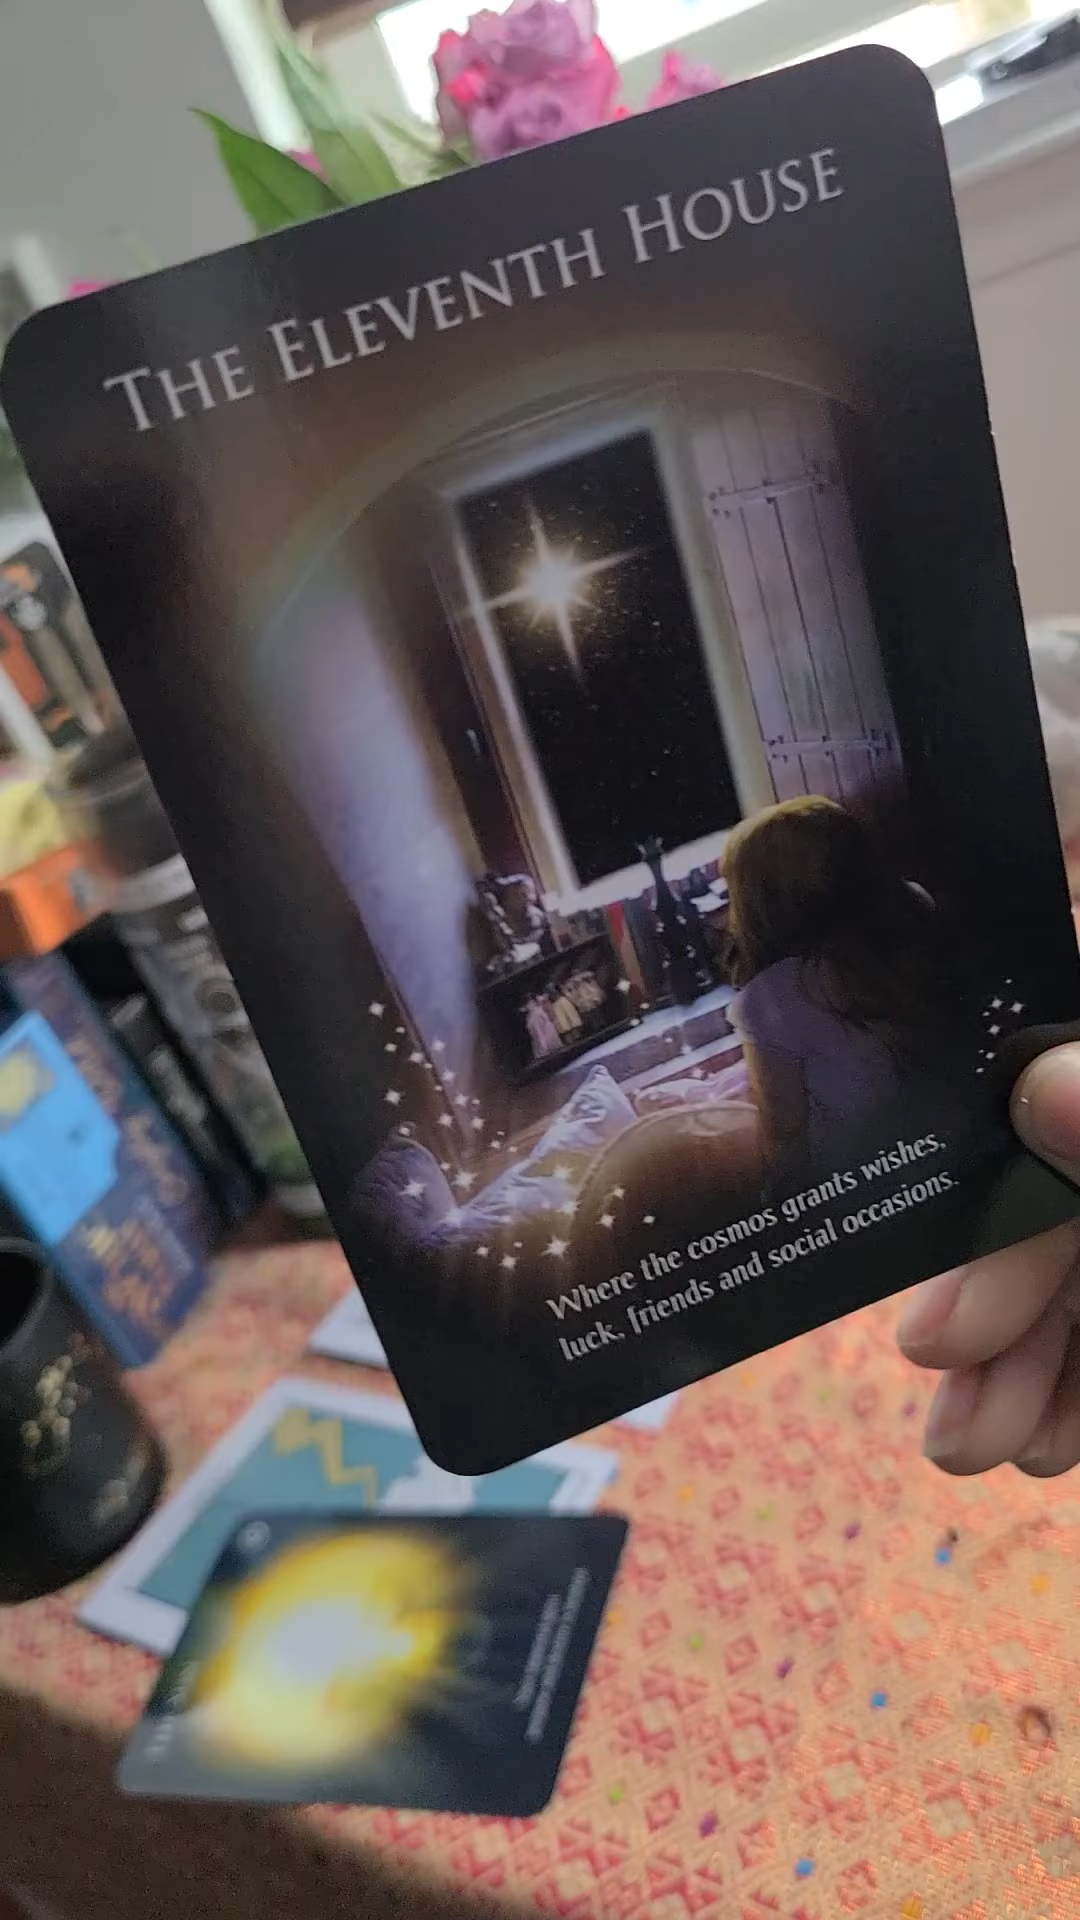 THE ELEVENTH HOUSE
Where the cosmos grants wishes,
luck, friends and social occasions.